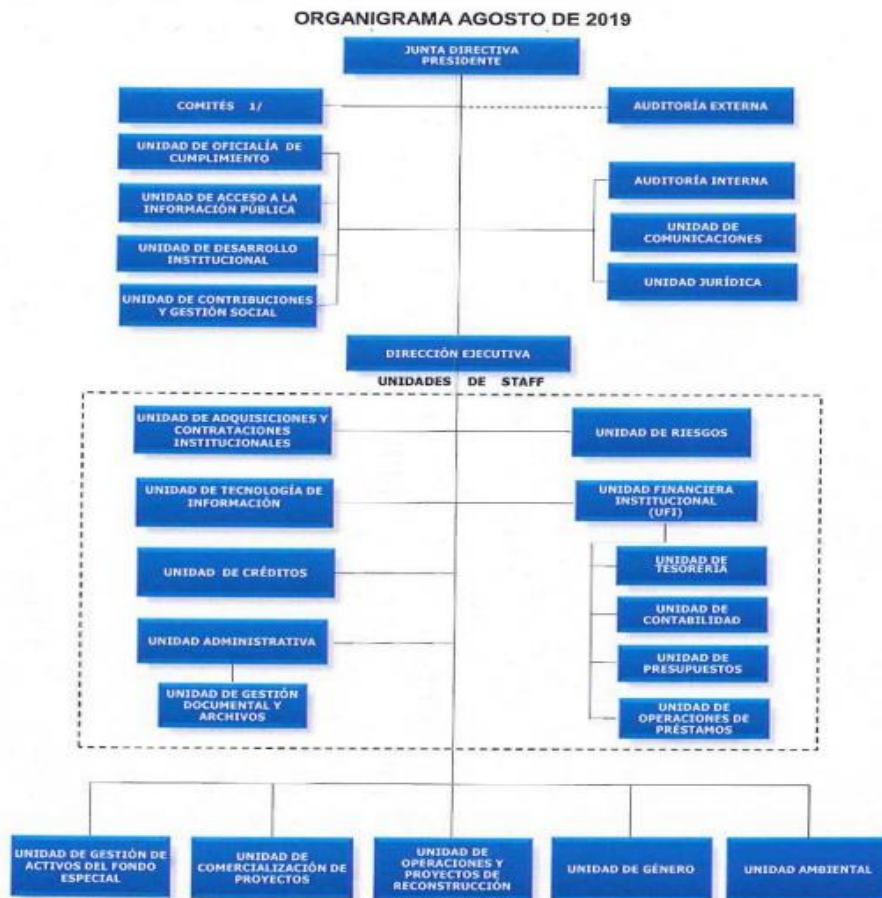 ORGANIGRAMA AGOSTO DE 2019
JUNTA DIRECTIVA
PRESIDENTE
COMITÉS 1/
AUDITORÍA EXTERNA
UNIDAD DE OFICIALÍA DE
CUMPLIMIENTO
UNIDAD DE ACCESO A LA
INFORMACIÓN PÚBLICA
UNIDAD DE DESARROLLO
INSTITUCIONAL
UNIDAD DE CONTRIBUCIONES
Y GESTIÓN SOCIAL
AUDITORÍA INTERNA
UNIDAD DE
COMUNICACIONES
UNIDAD JURÍDICA
DIRECCIÓN EJECUTIVA
UNIDADES DE STAFF
UNIDAD DE ADQUISICIONES Y
CONTRATACIONES
INSTITUCIONALES
UNIDAD DE RIESGOS
UNIDAD DE TECNOLOGÍA DE
INFORMACIÓN
UNIDAD FINANCIERA
INSTITUCIONAL
(UFI)
UNIDAD DE CRÉDITOS
UNIDAD ADMINISTRATIVA
UNIDAD DE GESTIÓN
DOCUMENTAL Y
ARCHIVOS
UNIDAD DE
TESORERÍA
UNIDAD DE
CONTABILIDAD
UNIDAD DE
PRESUPUESTOS
UNIDAD DE
OPERACIONES DE
PRÉSTAMOS
UNIDAD DE GESTIÓN DE
ACTIVOS DEL FONDO
ESPECIAL
UNIDAD DE
COMERCIALIZACIÓN DE
PROYECTOS
UNIDAD DE
OPERACIONES Y
PROYECTOS DE
RECONSTRUCCIÓN
UNIDAD DE GÉNERO
UNIDAD AMBIENTAL